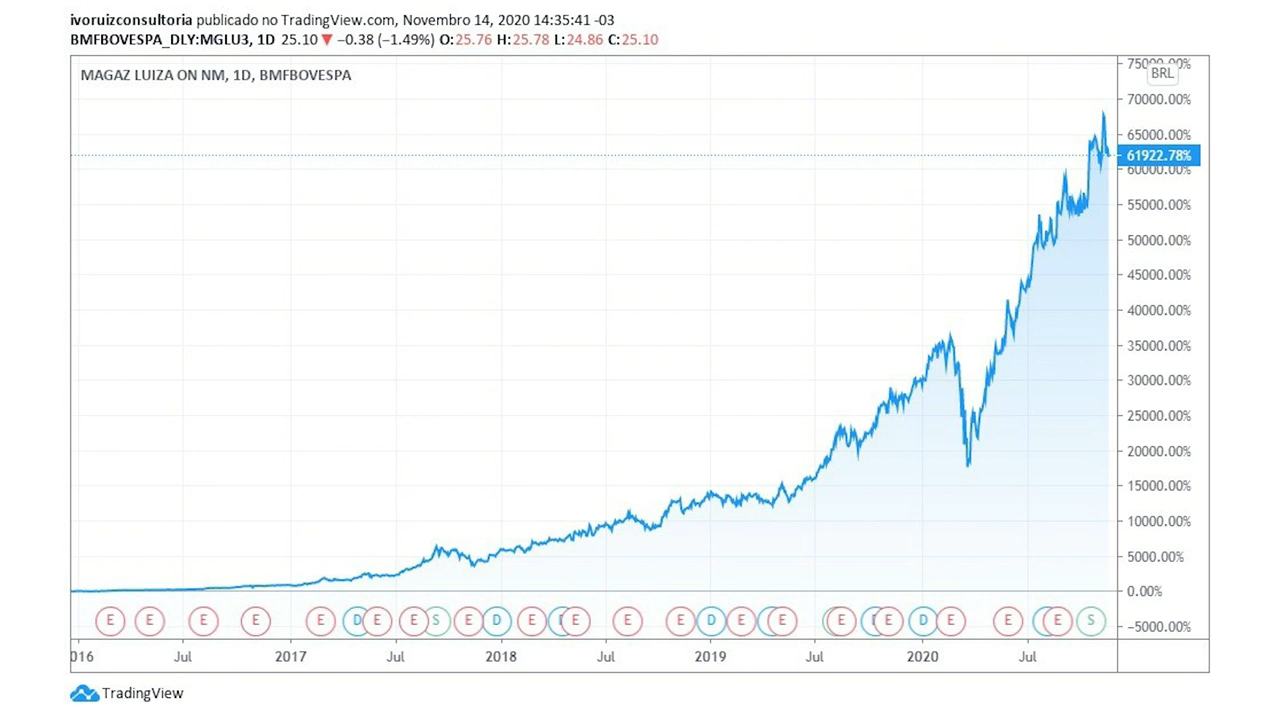 ivoruizconsultoria publicado no TradingView.com, Novembro 14, 2020 14:35:41 -03
BMFBOVESPA_DLY:MGLU3, 1D 25.10 ▼ −0.38 (−1.49%) O:25.76 H:25.78 L:24.86 C:25.10
MAGAZ LUIZA ON NM, 1D, BMFBOVESPA
75000.00%
BRL
70000.00%
65000.00%
61922.78%
60000.00%
55000.00%
50000.00%
45000.00%
40000.00%
35000.00%
30000.00%
25000.00%
20000.00%
15000.00%
10000.00%
5000.00%
0.00%
−5000.00%
E E E E E D E E S E D E E E E D E E E E D E E E S
016 Jul 2017 Jul 2018 Jul 2019 Jul 2020 Jul
TradingView